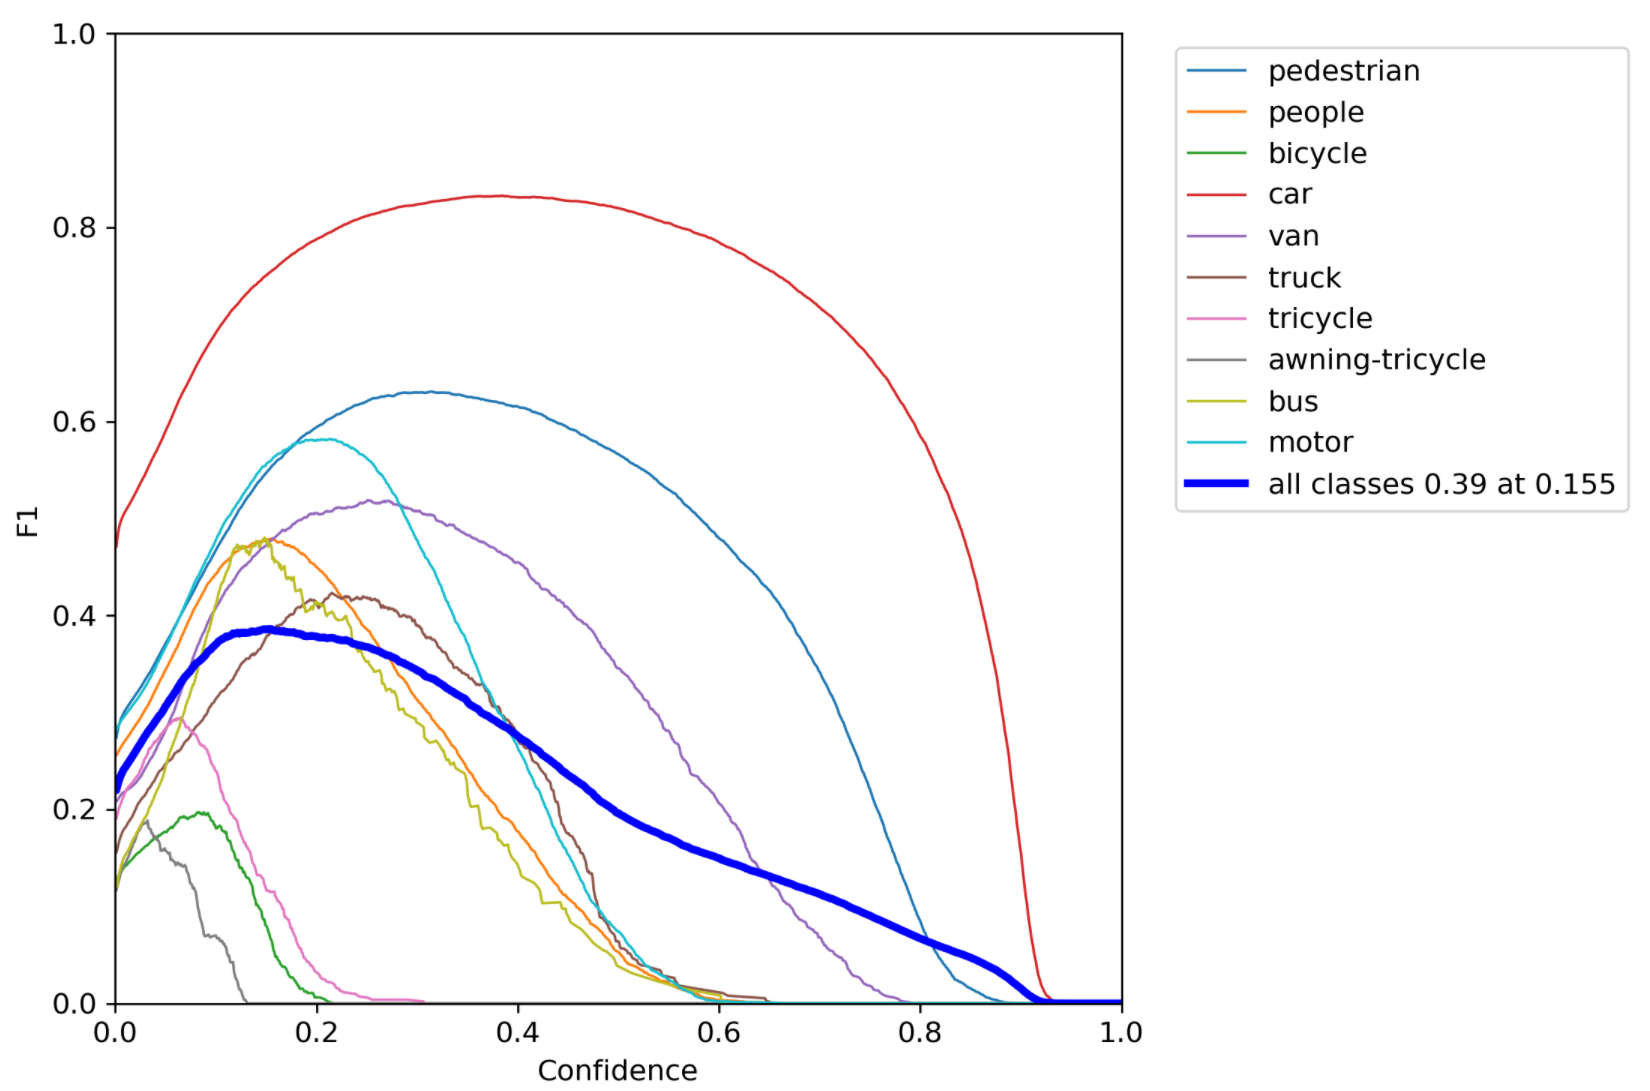 1.0
0.8
0.6
0.4
0.2
0.0
F1
0.0 0.2 0.4 0.6 0.8 1.0
Confidence
pedestrian
people
bicycle
car
van
truck
tricycle
awning-tricycle
bus
motor
all classes 0.39 at 0.155